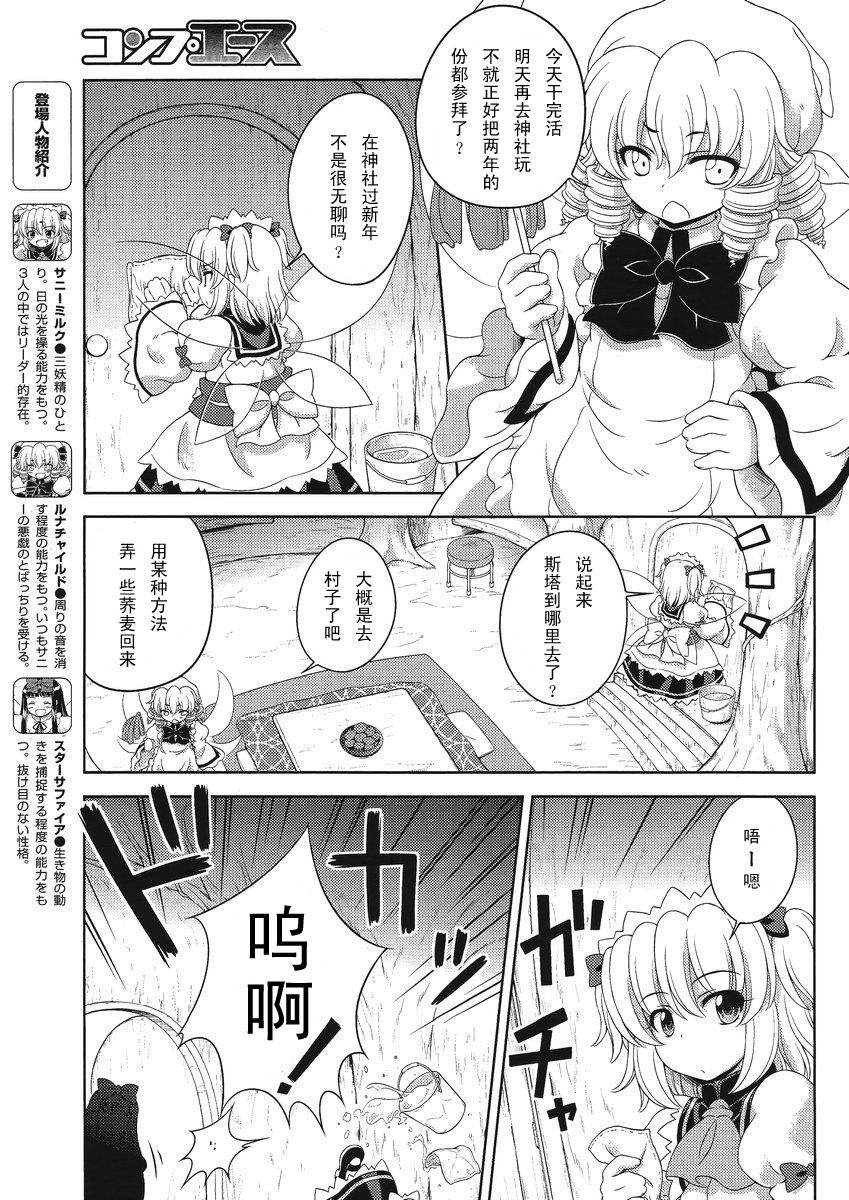 コンプ・エース
登場人物紹介
サニーミルク●三妖精のひと
り。日の光を操る能力をもつ。
3人の中ではリーダー的存在。
ルナチャイルド●周りの音を消
す程度の能力をもつ。いつもサニ
ーの悪戯のとばっちりを受ける。
スターサファイア●生き物の動
きを捕捉する程度の能力をも
つ。抜け目のない性格。
今天干完活
明天再去神社玩
不就正好把两年的
份都参拜了？
在神社过新年
不是很无聊吗？
说起来
斯塔到哪里去了？
大概是去
村子了吧
用某种方法
弄一些荞麦回来
唔ー嗯
ガチャ
呜啊！
ドドッ